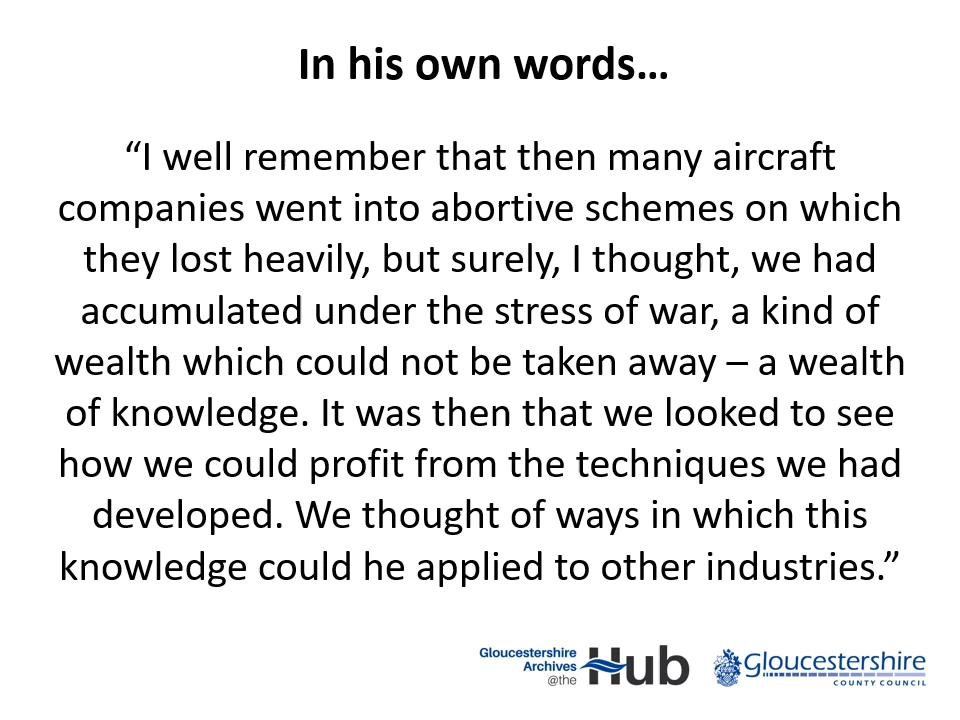 In his own words…
“I well remember that then many aircraft
companies went into abortive schemes on which
they lost heavily, but surely, I thought, we had
accumulated under the stress of war, a kind of
wealth which could not be taken away – a wealth
of knowledge. It was then that we looked to see
how we could profit from the techniques we had
developed. We thought of ways in which this
knowledge could he applied to other industries.”
Gloucestershire
Archives
@the
Hub
Gloucestershire
COUNTY COUNCIL